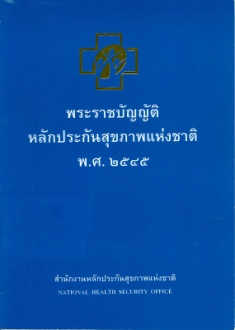 พระราชบัญญัติ
หลักประกันสุขภาพแห่งชาติ
พ.ศ. ๒๕๔๕
สำนักงานหลักประกันสุขภาพแห่งชาติ
NATIONAL HEALTH SECURITY OFFICE